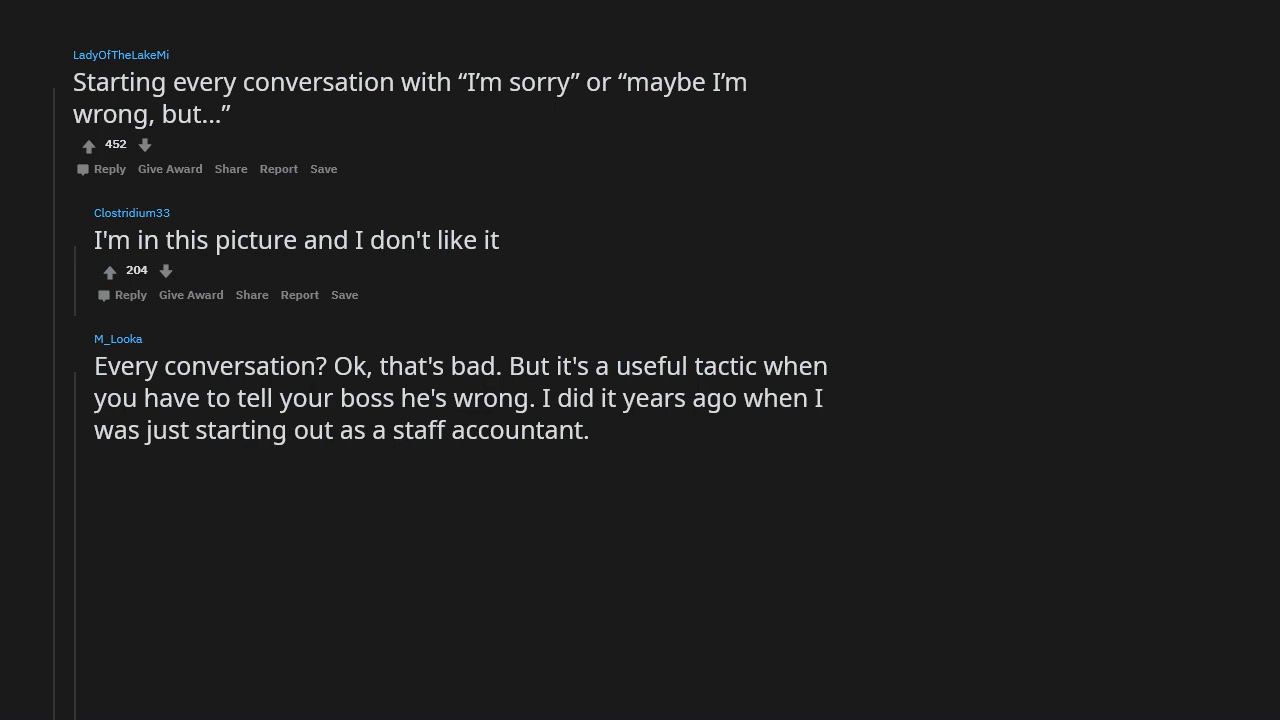 LadyOfTheLakeMi
Starting every conversation with “I’m sorry” or “maybe I’m
wrong, but...”
452
Reply Give Award Share Report Save
Clostridium33
I'm in this picture and I don't like it
204
Reply Give Award Share Report Save
M_Looka
Every conversation? Ok, that's bad. But it's a useful tactic when
you have to tell your boss he's wrong. I did it years ago when I
was just starting out as a staff accountant.